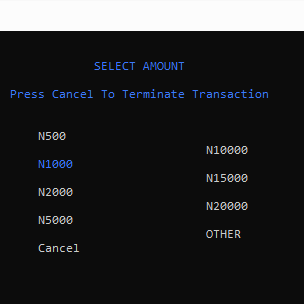 SELECT AMOUNT
Press Cancel To Terminate Transaction
N500
N10000
N1000
N15000
N2000
N20000
N5000
OTHER
Cancel